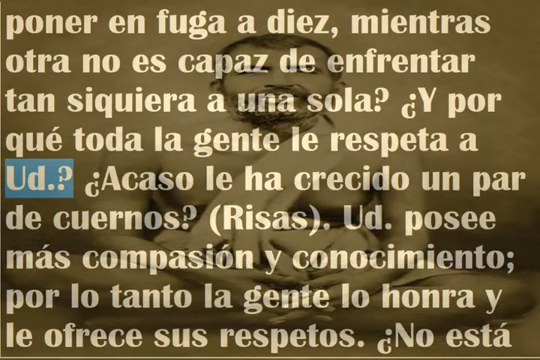 poner en fuga a diez, mientras
otra no es capaz de enfrentar
tan siquiera a una sola? ¿Y por
qué toda la gente le respeta a
Ud.? ¿Acaso le ha crecido un par
de cuernos? (Risas). Ud. posee
más compasión y conocimiento;
por lo tanto la gente lo honra y
le ofrece sus respetos. ¿No está